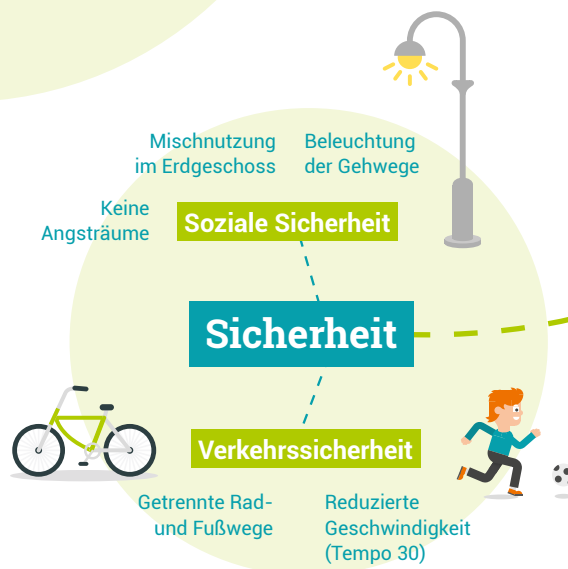 Mischnutzung
im Erdgeschoss
Beleuchtung
der Gehwege
Keine
Angsträume
Soziale Sicherheit
Sicherheit
Verkehrssicherheit
Getrennte Rad-
und Fußwege
Reduzierte
Geschwindigkeit
(Tempo 30)